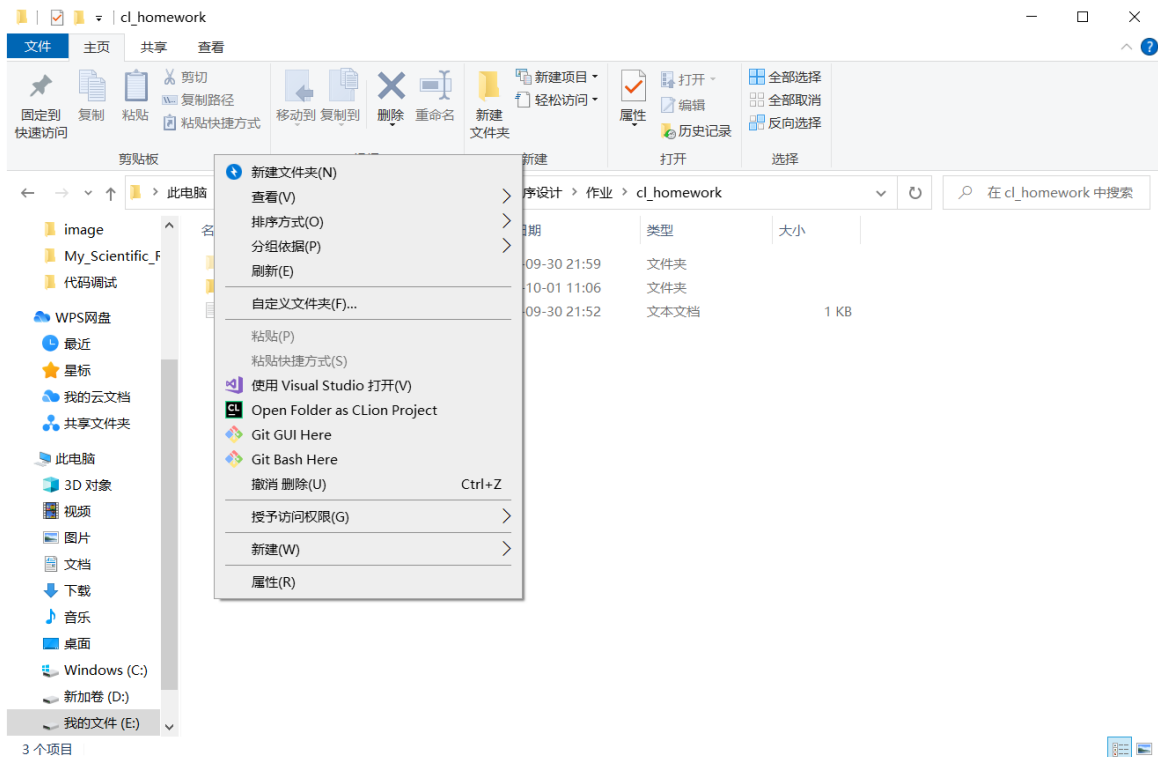 cl_homework
文件 主页 共享 查看
固定到快速访问
复制
粘贴
剪切
复制路径
粘贴快捷方式
移动到
复制到
删除
重命名
新建文件夹
新建项目
轻松访问
属性
打开
编辑
历史记录
全部选择
全部取消
反向选择
剪贴板
新建
打开
选择
此电脑
序设计 作业 cl_homework
在 cl_homework 中搜索
名
期 类型 大小
-09-30 21:59 文件夹
-10-01 11:06 文件夹
-09-30 21:52 文本文档 1 KB
image
My_Scientific_R
代码调试
WPS网盘
最近
星标
我的云文档
共享文件夹
此电脑
3D 对象
视频
图片
文档
下载
音乐
桌面
Windows (C:)
新加卷 (D:)
我的文件 (E:)
新建文件夹(N)
查看(V)
排序方式(O)
分组依据(P)
刷新(E)
自定义文件夹(F)...
粘贴(P)
粘贴快捷方式(S)
使用 Visual Studio 打开(V)
Open Folder as CLion Project
Git GUI Here
Git Bash Here
撤消 删除(U) Ctrl+Z
授予访问权限(G)
新建(W)
属性(R)
3 个项目